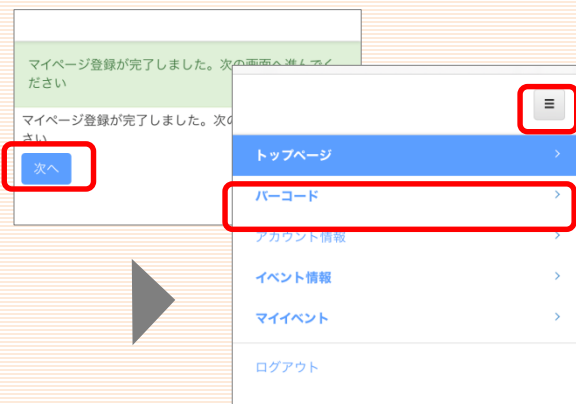 マイページ登録が完了しました。次の画面へ進んでく
ださい
マイページ登録が完了しました。次の
さい
次へ
≡
トップページ
バーコード
アカウント情報
イベント情報
マイイベント
ログアウト